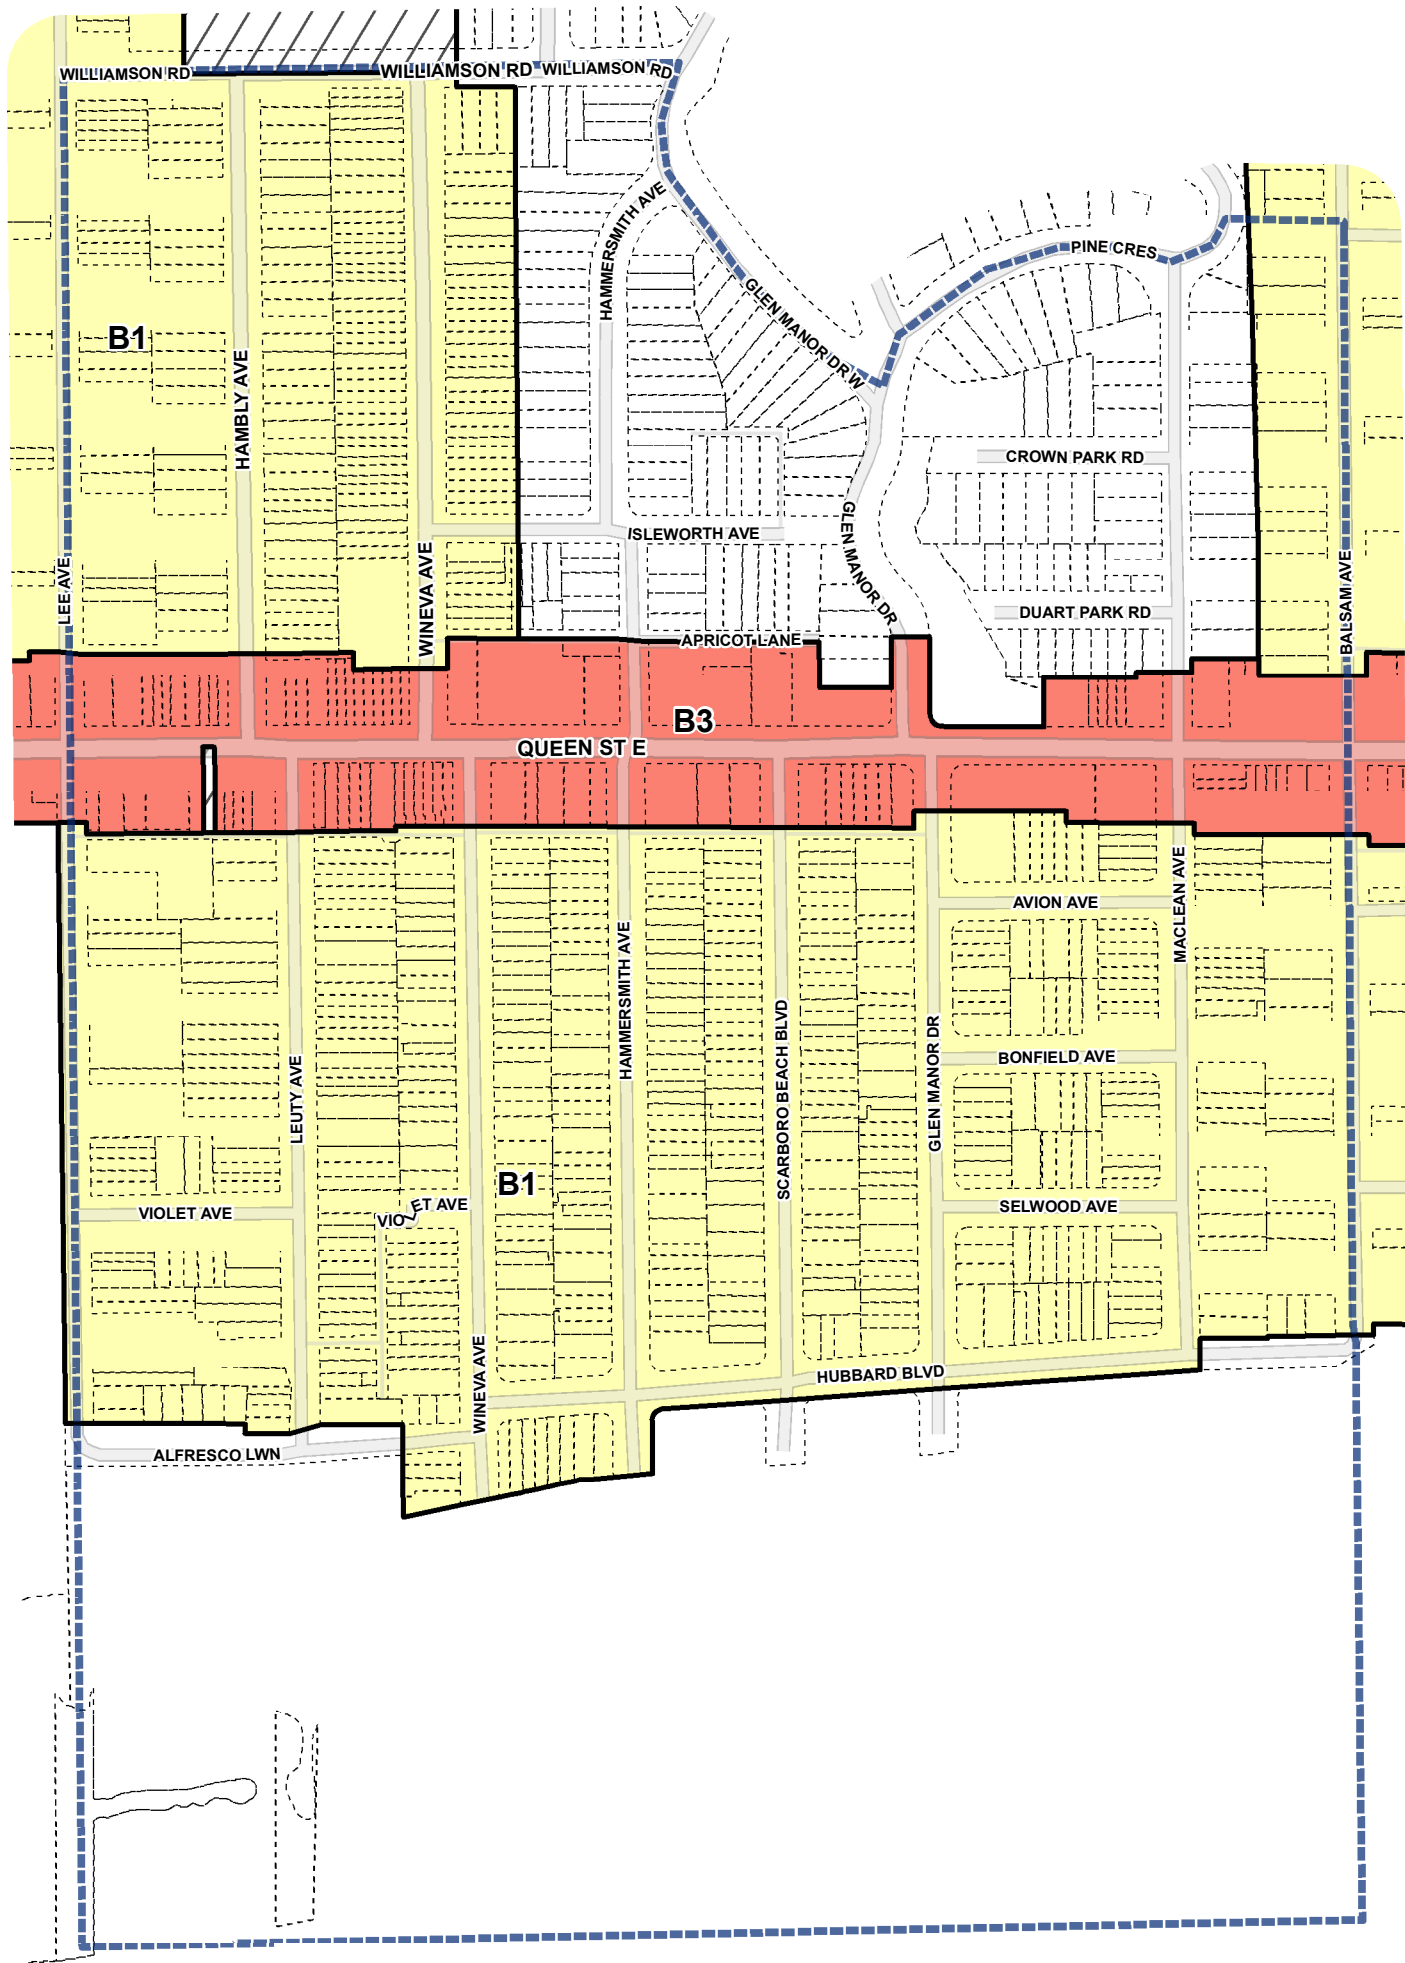 WILLIAMSON RD
WILLIAMSON RD
WILLIAMSON RD
HAMMERSMITH AVE
PINE CRES
GLEN MANOR DR W
B1
HAMBLY AVE
CROWN PARK RD
GLEN MANOR DR
ISLEWORTH AVE
LEE AVE
WINEVA AVE
BALSAM AVE
DUART PARK RD
APRICOT LANE
B3
QUEEN ST E
MACLEAN AVE
AVION AVE
HAMMERSMITH AVE
SCARBORO BEACH BLVD
GLEN MANOR DR
BONFIELD AVE
LEUTY AVE
B1
VIOLET AVE
VIOLET AVE
SELWOOD AVE
WINEVA AVE
HUBBARD BLVD
ALFRESCO LWN